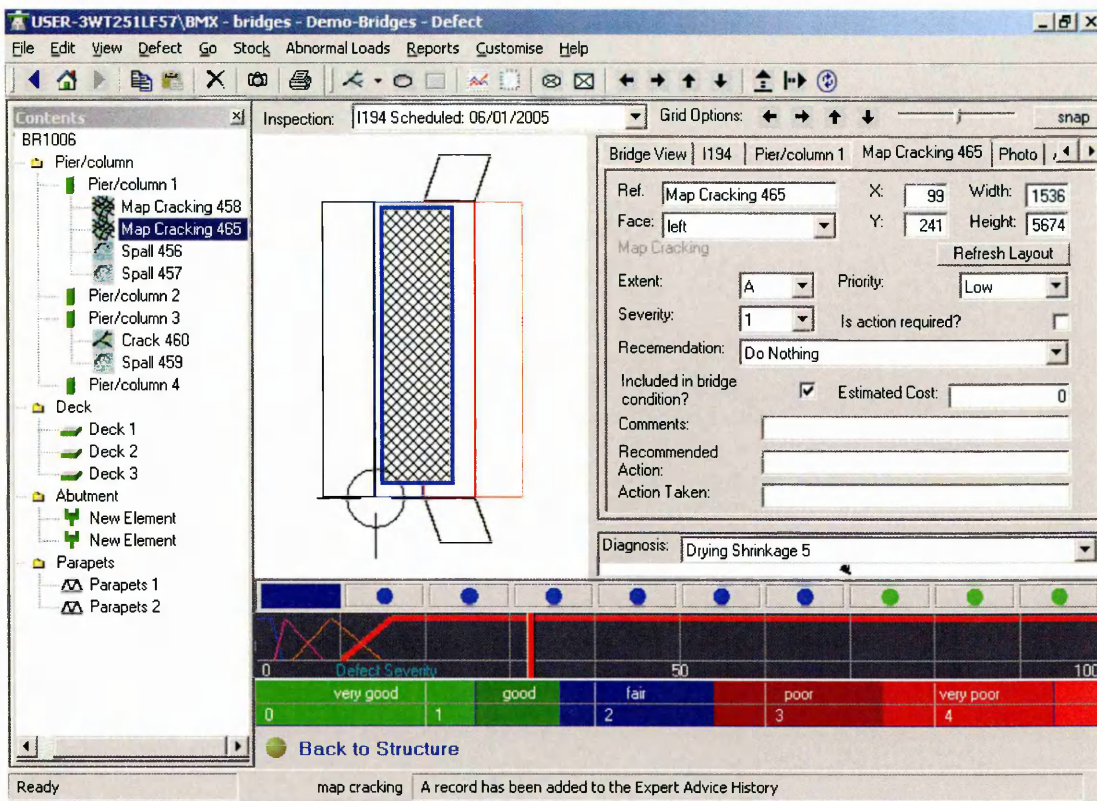 USER-3WT251LF57\BMX - bridges - Demo-Bridges - Defect
File Edit View Defect Go Stock Abnormal Loads Reports Customise Help
Contents
BR1006
Pier/column
Pier/column 1
Map Cracking 458
Map Cracking 465
Spall 456
Spall 457
Pier/column 2
Pier/column 3
Crack 460
Spall 459
Pier/column 4
Deck
Deck 1
Deck 2
Deck 3
Abutment
New Element
New Element
Parapets
Parapets 1
Parapets 2
Inspection: I194 Scheduled: 06/01/2005 Grid Options: snap
Bridge View I194 Pier/column 1 Map Cracking 465 Photo
Ref. Map Cracking 465 X: 99 Width: 1536
Face: left Y: 241 Height: 5674
Map Cracking Refresh Layout
Extent: A Priority: Low
Severity: 1 Is action required?
Recemendation: Do Nothing
Included in bridge
condition? Estimated Cost: 0
Comments:
Recommended
Action:
Action Taken:
Diagnosis: Drying Shrinkage 5
0 Defect Severity 50 100
very good good fair poor very poor
0 1 2 3 4
Back to Structure
Ready map cracking A record has been added to the Expert Advice History